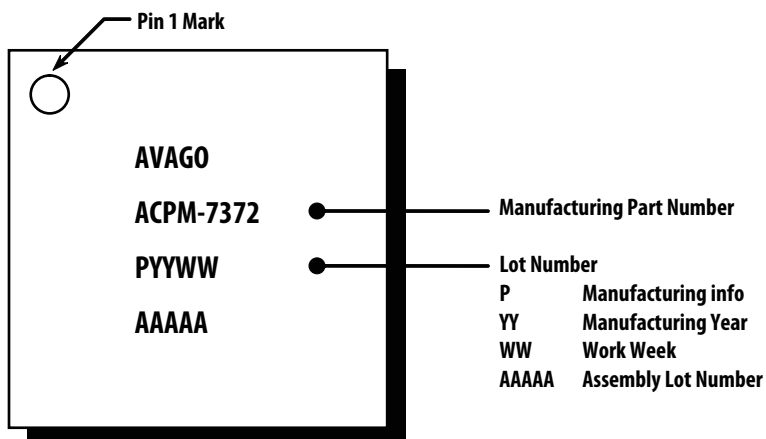 Pin 1 Mark
AVAGO
ACPM-7372
PYYWW
AAAAA
Manufacturing Part Number
Lot Number
P Manufacturing info
YY Manufacturing Year
WW Work Week
AAAAA Assembly Lot Number